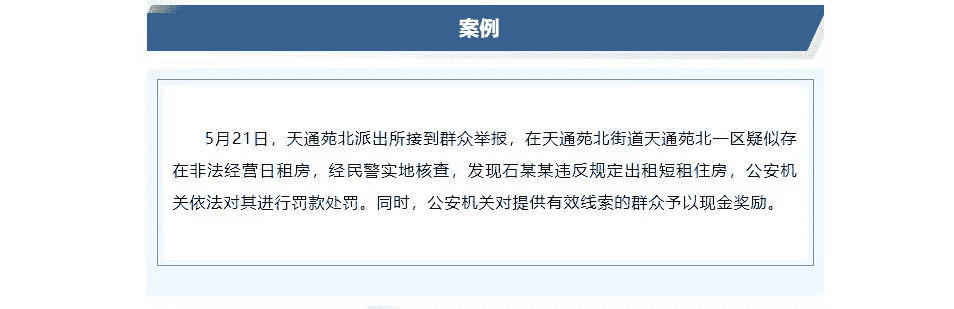 案例
5月21日，天通苑北派出所接到群众举报，在天通苑北街道天通苑北一区疑似存
在非法经营日租房，经民警实地核查，发现石某某违反规定出租短租住房，公安机
关依法对其进行罚款处罚。同时，公安机关对提供有效线索的群众予以现金奖励。